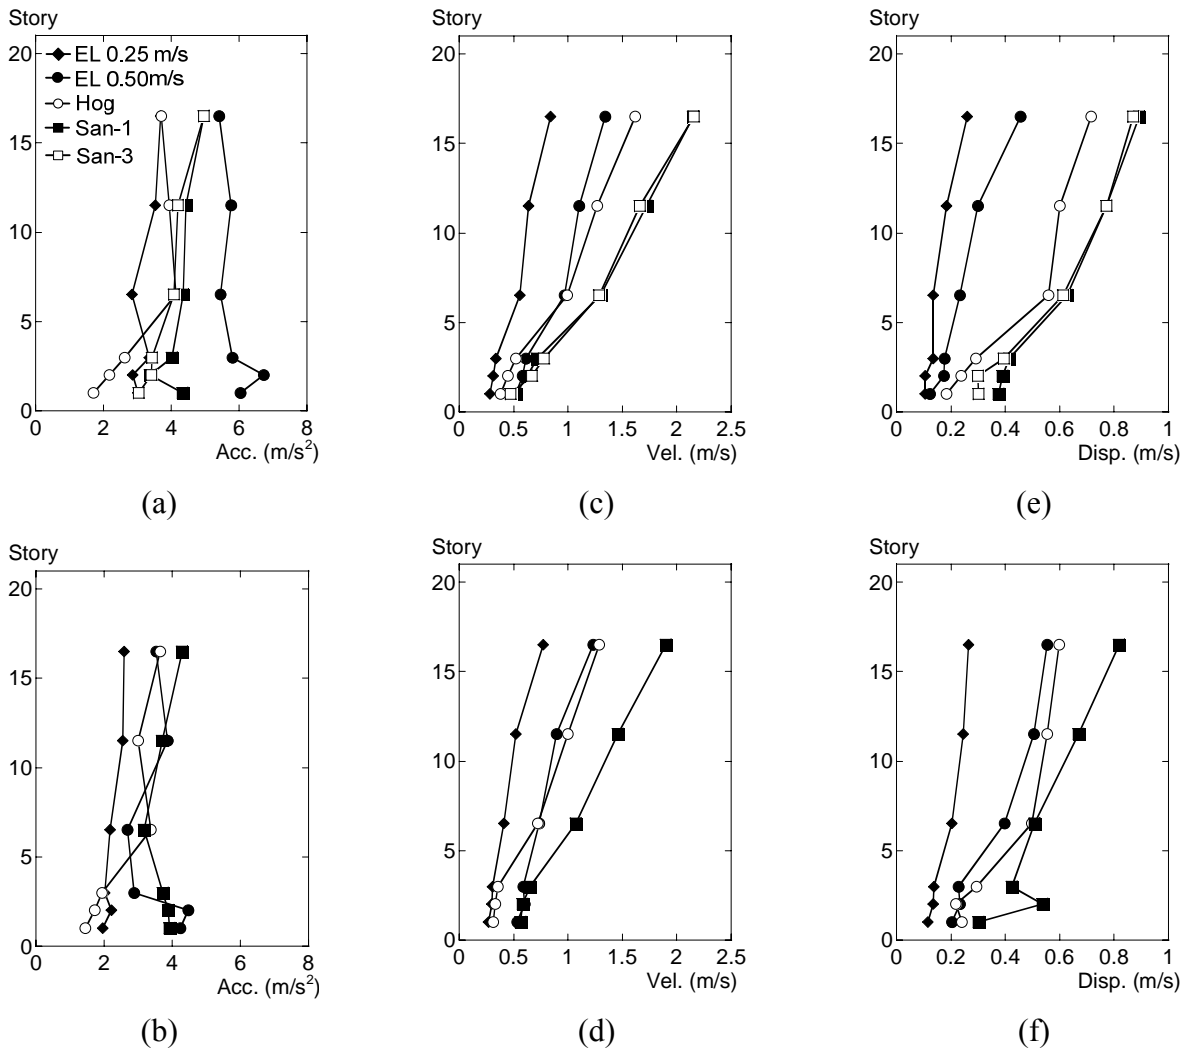 Story
20
15
10
5
0
0 2 4 6 8
Acc. (m/s²)
EL 0.25 m/s
EL 0.50m/s
Hog
San-1
San-3
(a)
Story
20
15
10
5
0
0 0.5 1 1.5 2 2.5
Vel. (m/s)
(c)
Story
20
15
10
5
0
0 0.2 0.4 0.6 0.8 1
Disp. (m/s)
(e)
Story
20
15
10
5
0
0 2 4 6 8
Acc. (m/s²)
(b)
Story
20
15
10
5
0
0 0.5 1 1.5 2 2.5
Vel. (m/s)
(d)
Story
20
15
10
5
0
0 0.2 0.4 0.6 0.8 1
Disp. (m/s)
(f)